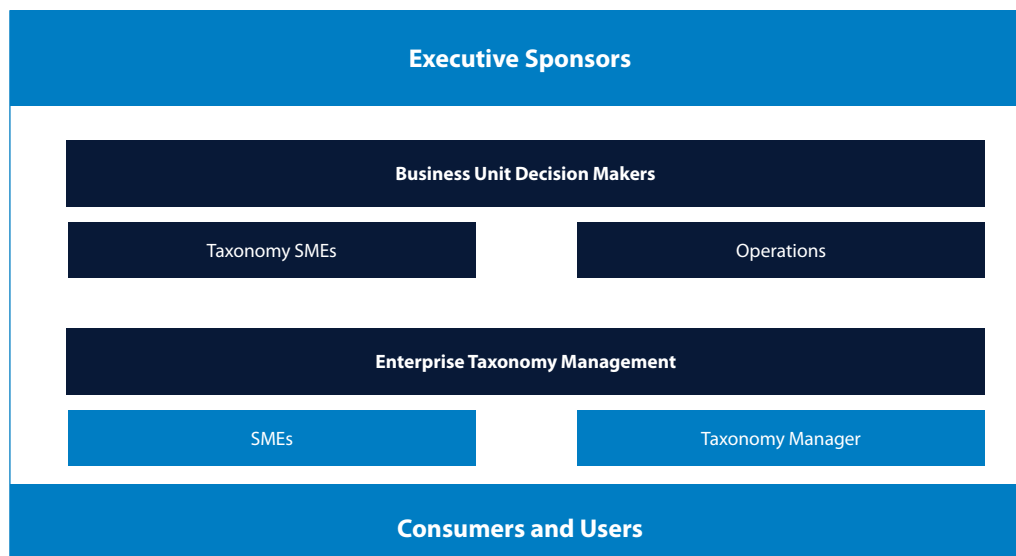 Executive Sponsors
Business Unit Decision Makers
Taxonomy SMEs
Operations
Enterprise Taxonomy Management
SMEs
Taxonomy Manager
Consumers and Users